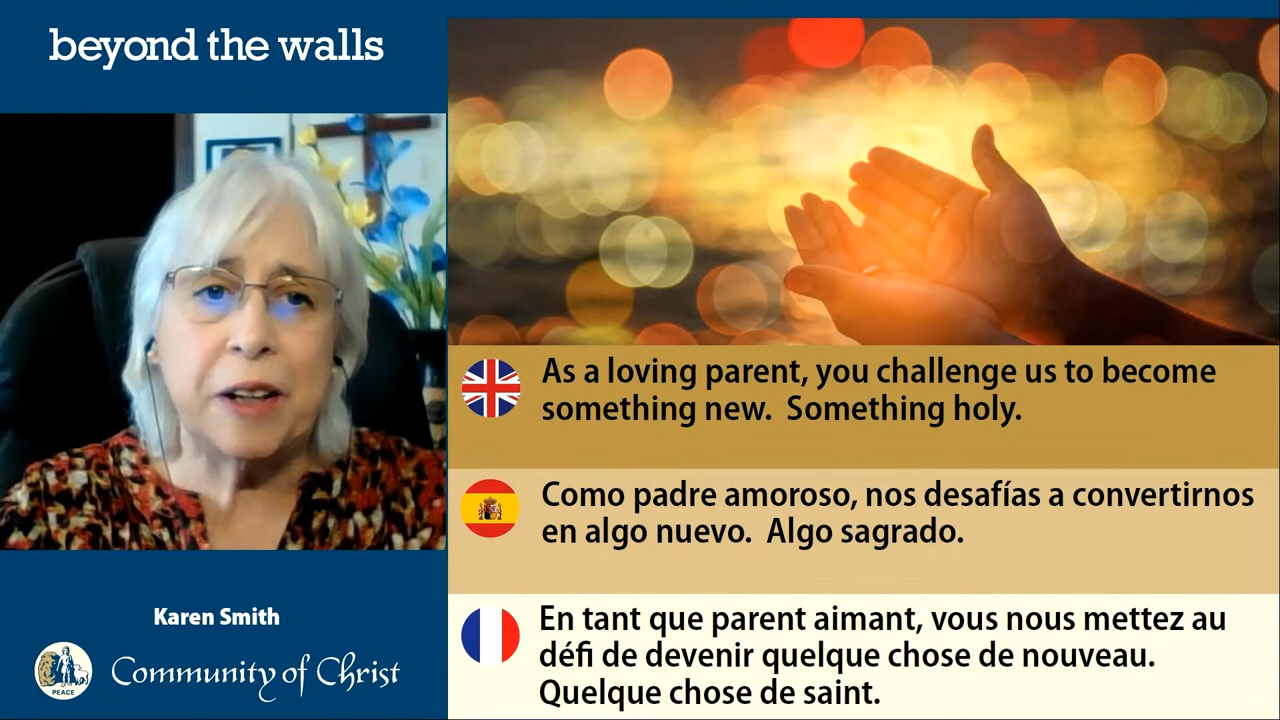 beyond the walls
As a loving parent, you challenge us to become
something new.  Something holy.
Como padre amoroso, nos desafías a convertirnos
en algo nuevo.  Algo sagrado.
En tant que parent aimant, vous nous mettez au
défi de devenir quelque chose de nouveau.
Quelque chose de saint.
Karen Smith
Community of Christ
PEACE